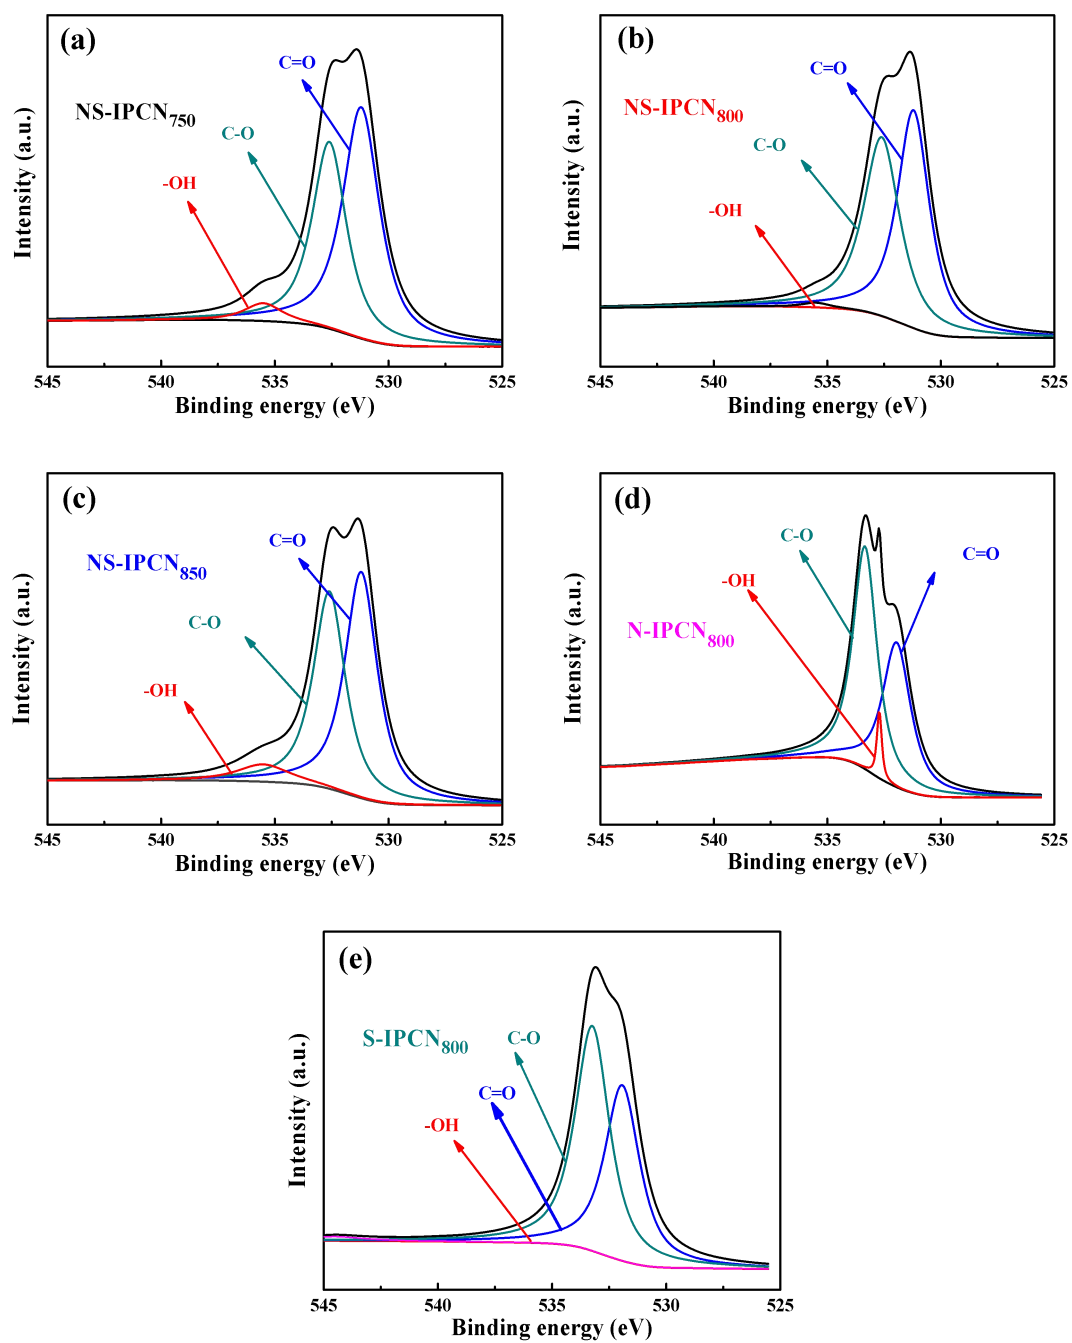 (a)
C=O
NS-IPCN750
C-O
-OH
Intensity (a.u.)
545 540 535 530 525
Binding energy (eV)
(b)
C=O
NS-IPCN800
C-O
-OH
Intensity (a.u.)
545 540 535 530 525
Binding energy (eV)
(c)
C=O
NS-IPCN850
C-O
-OH
Intensity (a.u.)
545 540 535 530 525
Binding energy (eV)
(d)
C-O
C=O
-OH
N-IPCN800
Intensity (a.u.)
545 540 535 530 525
Binding energy (eV)
(e)
S-IPCN800
C-O
C=O
-OH
Intensity (a.u.)
545 540 535 530 525
Binding energy (eV)